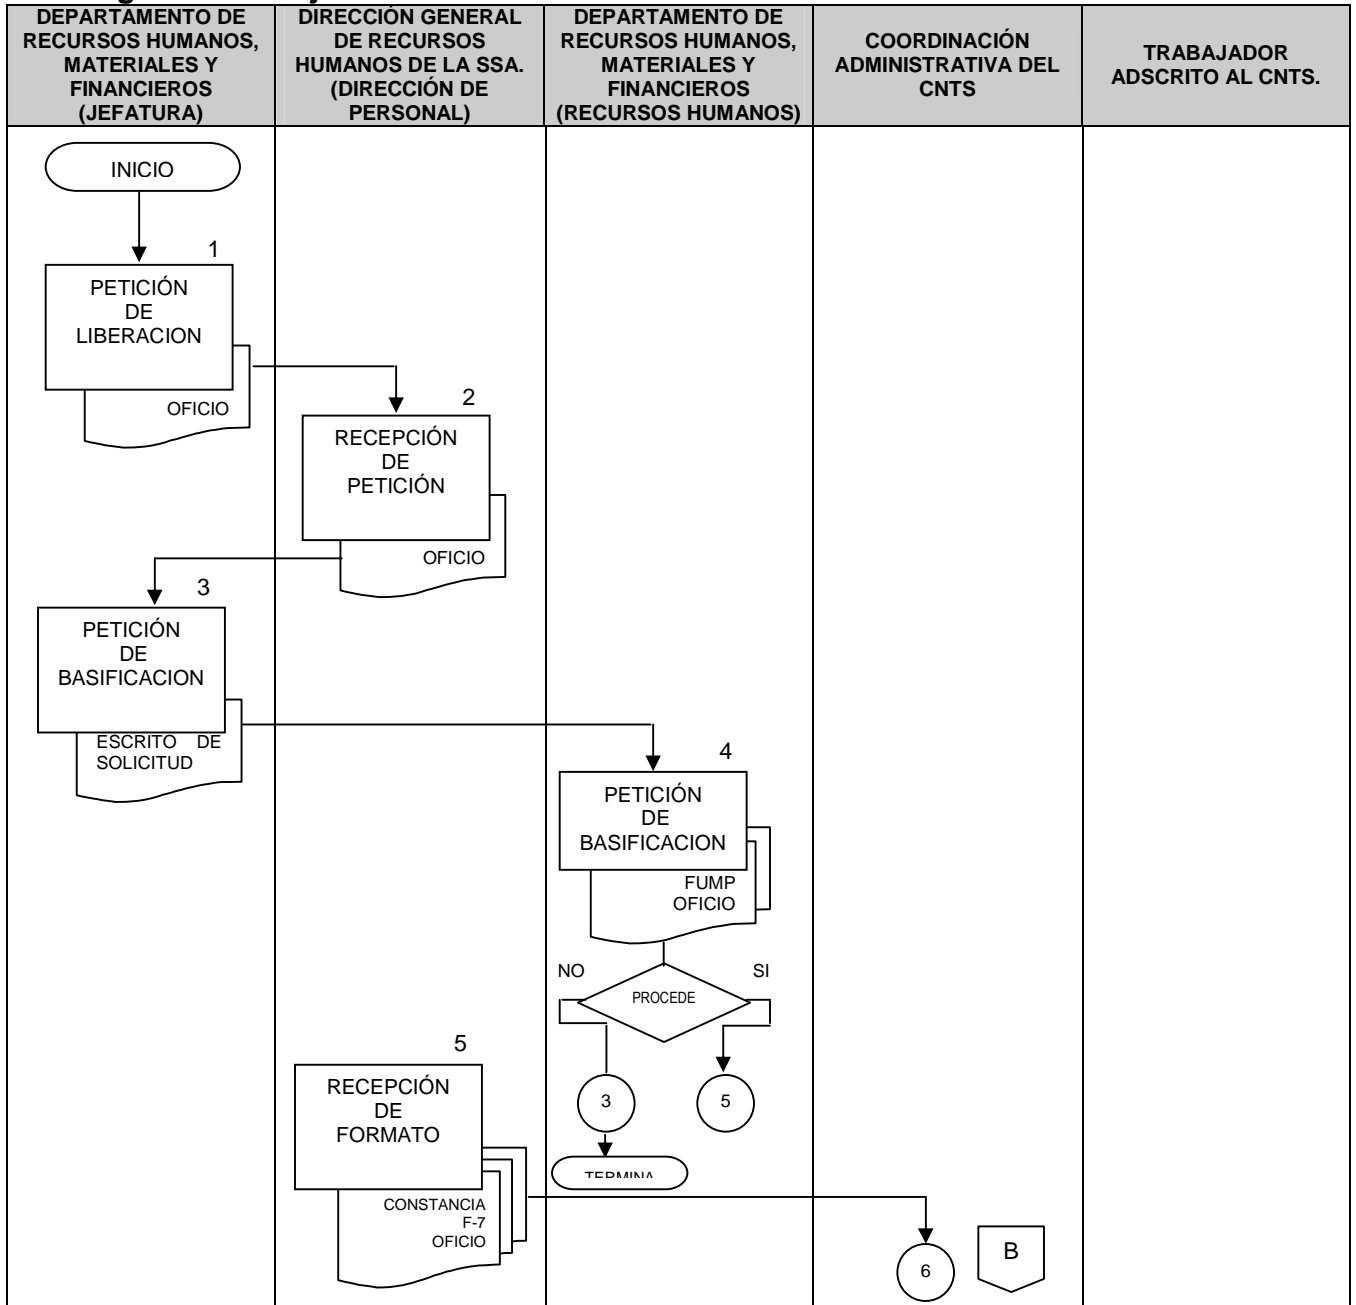 DEPARTAMENTO DE
RECURSOS HUMANOS,
MATERIALES Y
FINANCIEROS
(JEFATURA)
DIRECCIÓN GENERAL
DE RECURSOS
HUMANOS DE LA SSA.
(DIRECCIÓN DE
PERSONAL)
DEPARTAMENTO DE
RECURSOS HUMANOS,
MATERIALES Y
FINANCIEROS
(RECURSOS HUMANOS)
COORDINACIÓN
ADMINISTRATIVA DEL
CNTS
TRABAJADOR
ADSCRITO AL CNTS.
INICIO
1
PETICIÓN
DE
LIBERACION
OFICIO
2
RECEPCIÓN
DE
PETICIÓN
OFICIO
3
PETICIÓN
DE
BASIFICACION
ESCRITO DE
SOLICITUD
4
PETICIÓN
DE
BASIFICACION
FUMP
OFICIO
NO
SI
PROCEDE
3
5
TERMINA
5
RECEPCIÓN
DE
FORMATO
CONSTANCIA
F-7
OFICIO
6
B